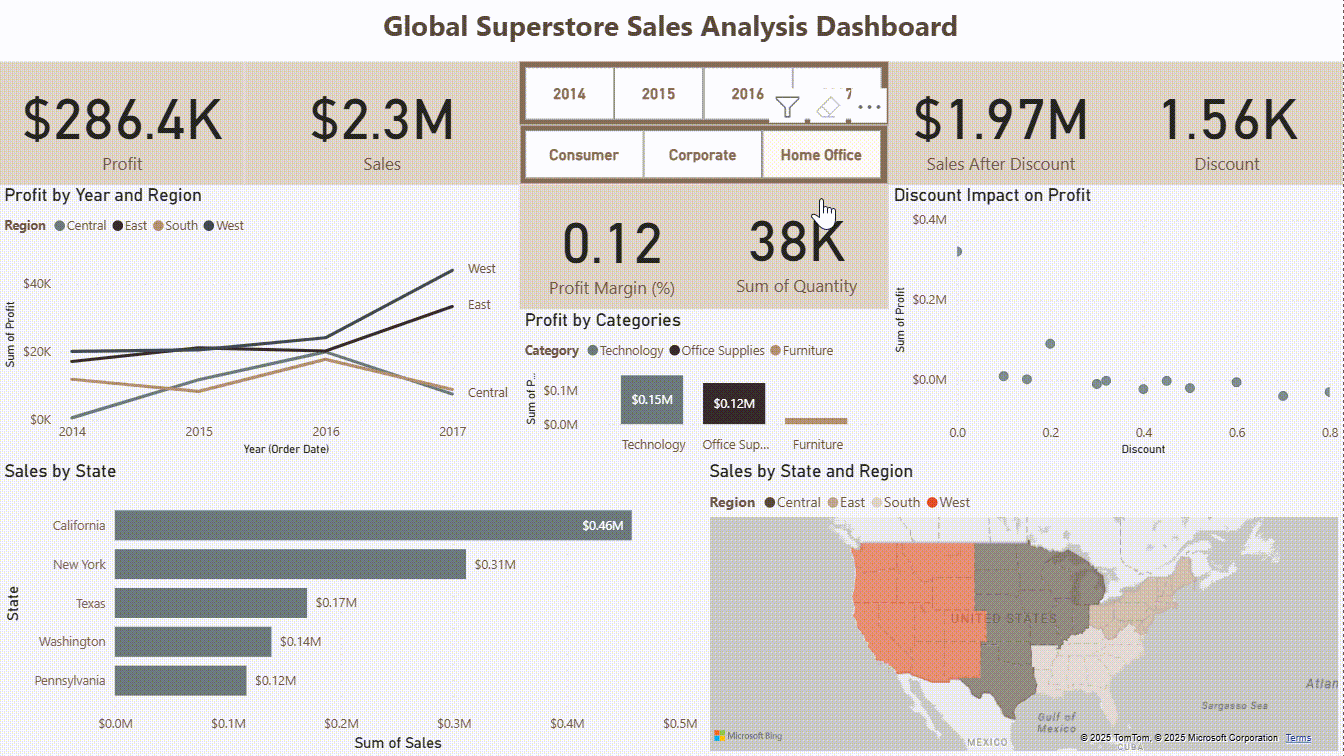 Global Superstore Sales Analysis Dashboard
$286.4K
Profit
$2.3M
Sales
2014
2015
2016
7
Consumer
Corporate
Home Office
$1.97M
Sales After Discount
1.56K
Discount
0.12
Profit Margin (%)
38K
Sum of Quantity
Profit by Year and Region
Region Central East South West
Sum of Profit
$40K
$20K
$0K
West
East
Central
2014 2015 2016 2017
Year (Order Date)
Profit by Categories
Category Technology Office Supplies Furniture
Sum of P...
$0.1M
$0.0M
$0.15M
$0.12M
Technology Office Sup... Furniture
Discount Impact on Profit
Sum of Profit
$0.4M
$0.2M
$0.0M
0.0 0.2 0.4 0.6 0.8
Discount
Sales by State
State
California $0.46M
New York $0.31M
Texas $0.17M
Washington $0.14M
Pennsylvania $0.12M
$0.0M $0.1M $0.2M $0.3M $0.4M $0.5M
Sum of Sales
Sales by State and Region
Region Central East South West
UNITED STATES
Atlan
Sargasso Sea
Gulf of
Mexico
MEXICO
CUBA
Microsoft Bing
© 2025 TomTom, © 2025 Microsoft Corporation Terms